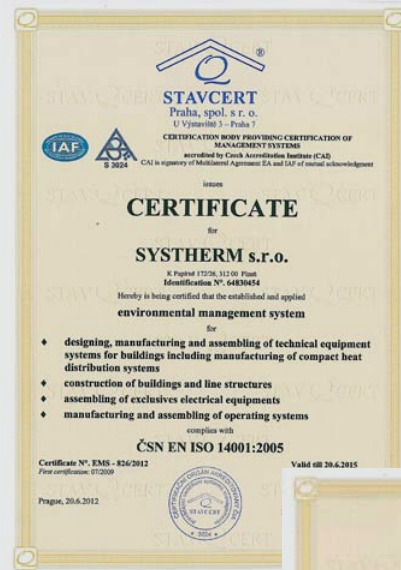 STAVCERT
Praha, spol. s r. o.
U Výstaviště 3 – Praha 7
CERTIFICATION BODY PROVIDING CERTIFICATION OF
MANAGEMENT SYSTEMS
accredited by Czech Accreditation Institute (CAI)
CAI is signatory of Multilateral Agreement EA and IAF of mutual acknowledgment
IAF
S 3024
issues
CERTIFICATE
for
SYSTHERM s.r.o.
K Papírně 172/26, 312 00 Plzeň
Identification N°. 64830454
Hereby is being certified that the established and applied
environmental management system
for
♦ designing, manufacturing and assembling of technical equipment
systems for buildings including manufacturing of compact heat
distribution systems
♦ construction of buildings and line structures
♦ assembling of exclusives electrical equipments
♦ manufacturing and assembling of operating systems
complies with
ČSN EN ISO 14001:2005
Certificate N°. EMS - 826/2012
Valid till 20.6.2015
First certification: 07/2009
Prague, 20.6.2012
STAVCERT
3024